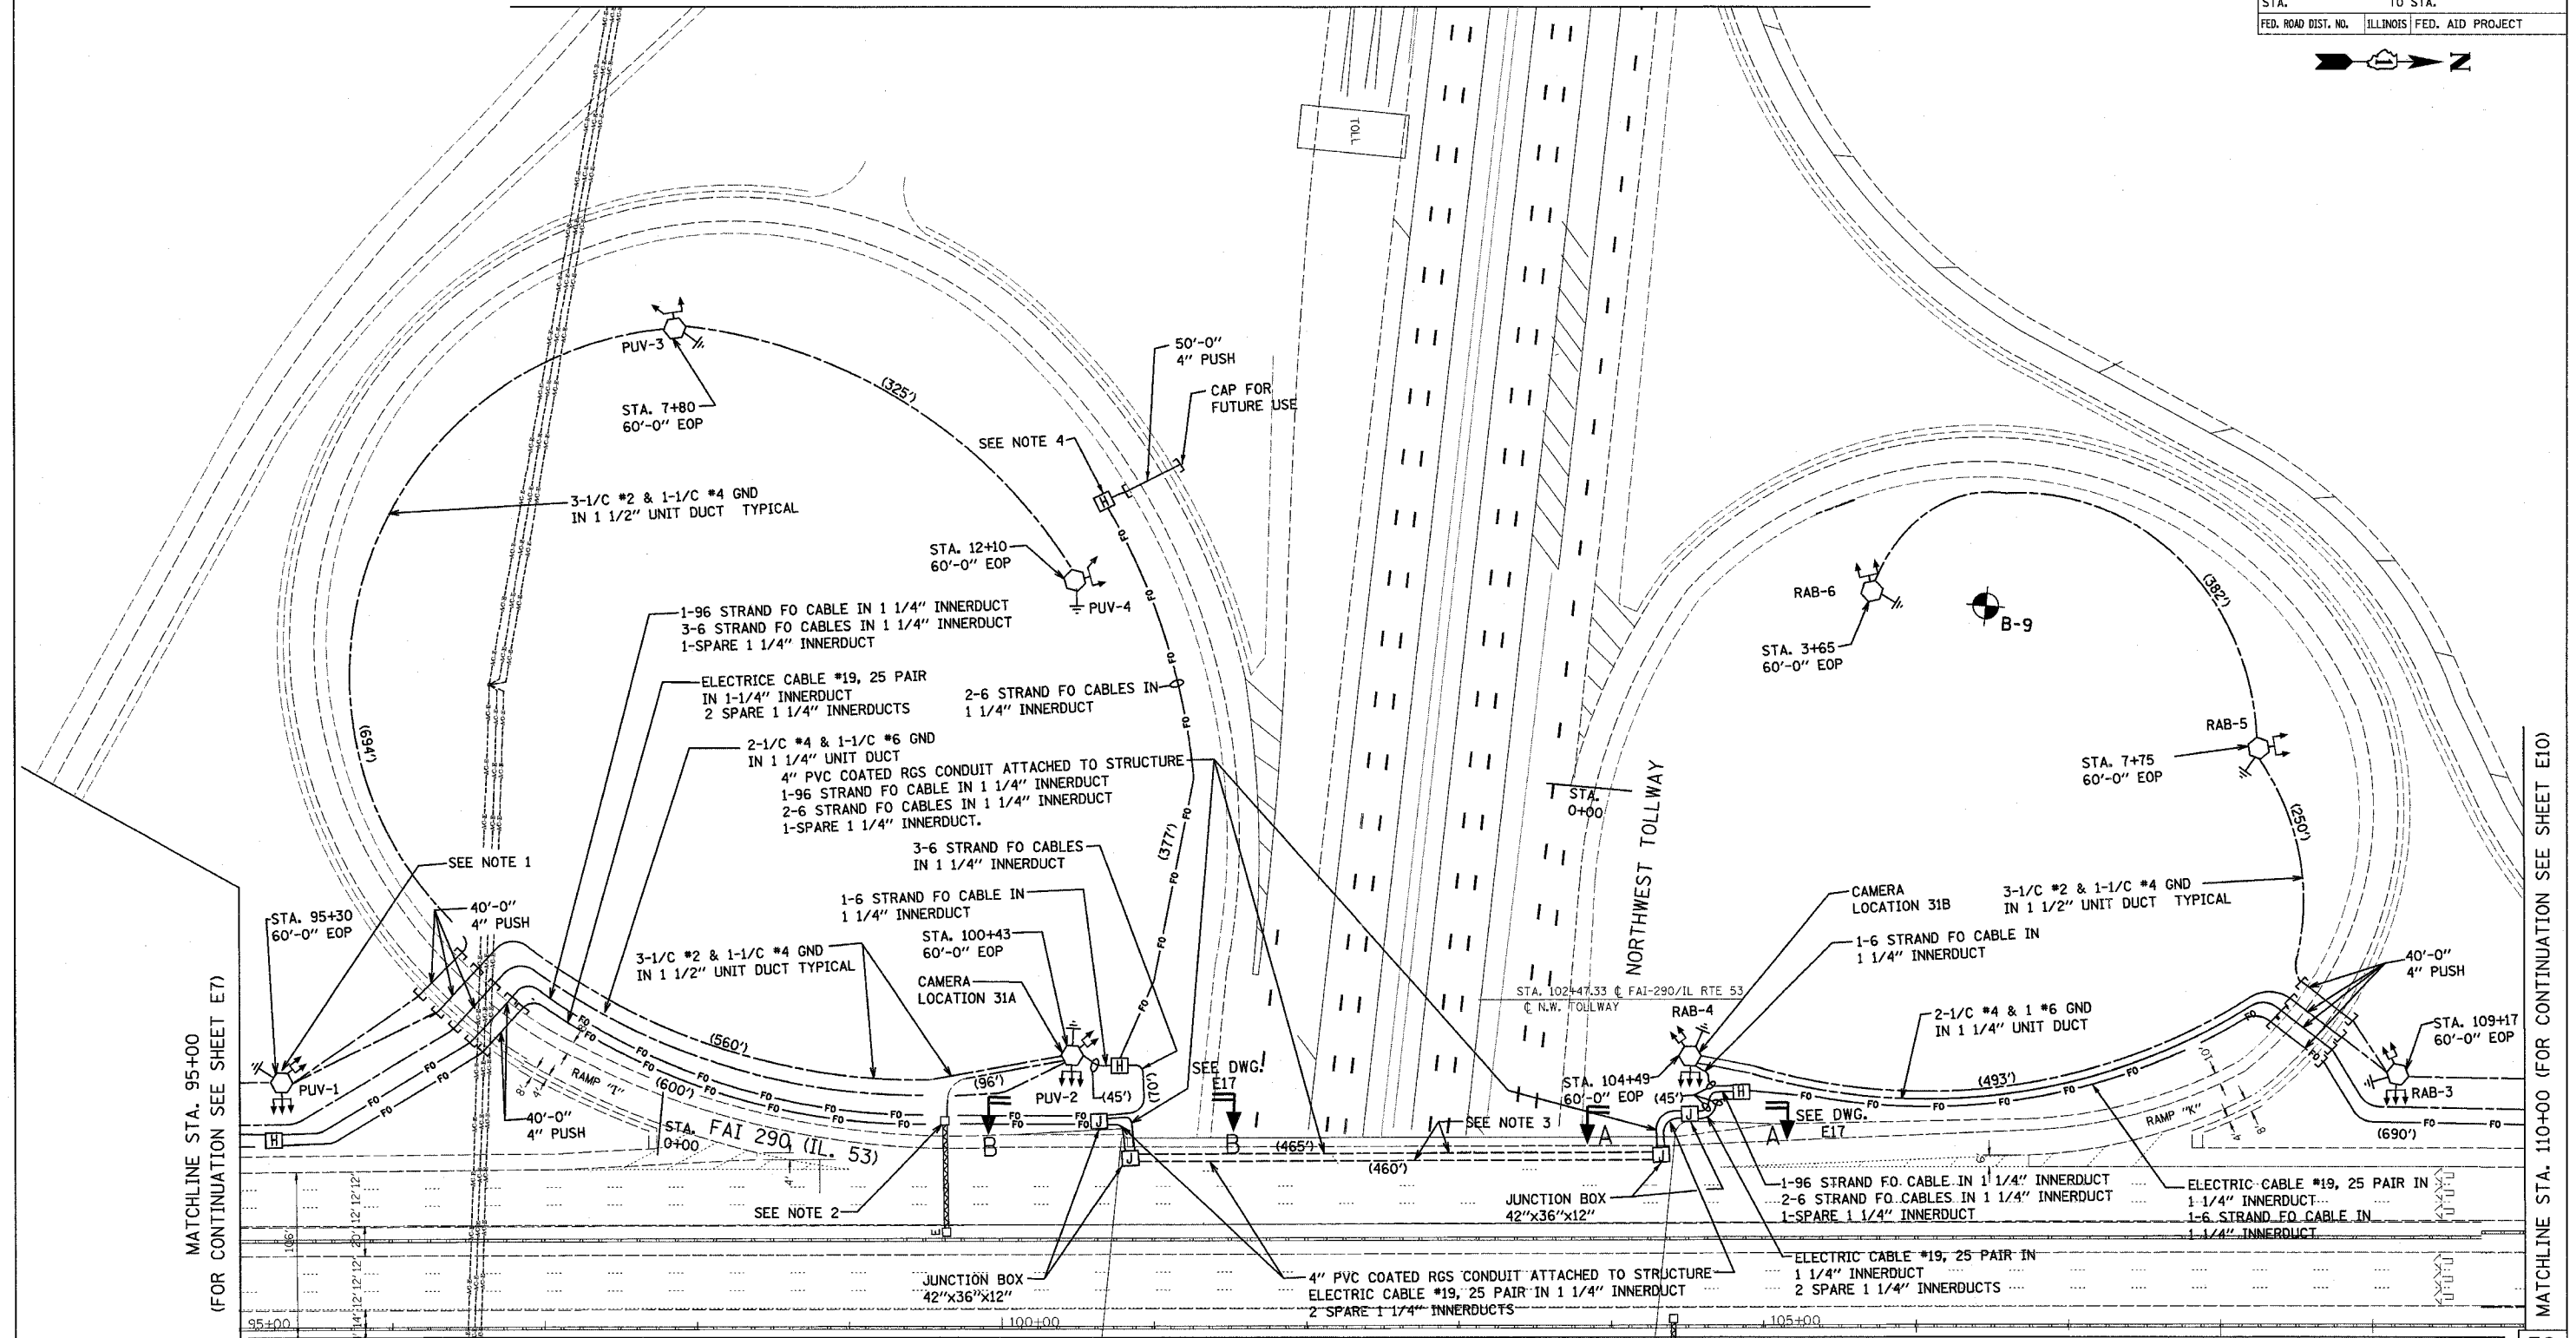 STA. TO STA.
FED. ROAD DIST. NO. ILLINOIS FED. AID PROJECT
N
TOLL
50'-0"
4" PUSH
CAP FOR
FUTURE USE
PUV-3
STA. 7+80
60'-0" EOP
(325')
SEE NOTE 4
H
3-1/C #2 & 1-1/C #4 GND
IN 1 1/2" UNIT DUCT TYPICAL
STA. 12+10
60'-0" EOP
PUV-4
FO
RAB-6
STA. 3+65
60'-0" EOP
B-9
(382')
1-96 STRAND FO CABLE IN 1 1/4" INNERDUCT
3-6 STRAND FO CABLES IN 1 1/4" INNERDUCT
1-SPARE 1 1/4" INNERDUCT
ELECTRICE CABLE #19, 25 PAIR
IN 1-1/4" INNERDUCT
2 SPARE 1 1/4" INNERDUCTS
2-6 STRAND FO CABLES IN
1 1/4" INNERDUCT
(694')
2-1/C #4 & 1-1/C #6 GND
IN 1 1/4" UNIT DUCT
4" PVC COATED RGS CONDUIT ATTACHED TO STRUCTURE
1-96 STRAND FO CABLE IN 1 1/4" INNERDUCT
2-6 STRAND FO CABLES IN 1 1/4" INNERDUCT
1-SPARE 1 1/4" INNERDUCT.
RAB-5
STA. 7+75
60'-0" EOP
(250')
STA.
0+00
NORTHWEST TOLLWAY
SEE NOTE 1
3-6 STRAND FO CABLES
IN 1 1/4" INNERDUCT
(377')
1-6 STRAND FO CABLE IN
1 1/4" INNERDUCT
STA. 95+30
60'-0" EOP
40'-0"
4" PUSH
3-1/C #2 & 1-1/C #4 GND
IN 1 1/2" UNIT DUCT TYPICAL
STA. 100+43
60'-0" EOP
CAMERA
LOCATION 31A
CAMERA
LOCATION 31B
3-1/C #2 & 1-1/C #4 GND
IN 1 1/2" UNIT DUCT TYPICAL
1-6 STRAND FO CABLE IN
1 1/4" INNERDUCT
40'-0"
4" PUSH
STA. 102+47.33 ℄ FAI-290/IL RTE 53
℄ N.W. TOLLWAY
RAB-4
2-1/C #4 & 1 #6 GND
IN 1 1/4" UNIT DUCT
STA. 109+17
60'-0" EOP
RAB-3
MATCHLINE STA. 95+00
(FOR CONTINUATION SEE SHEET E7)
MATCHLINE STA. 110+00 (FOR CONTINUATION SEE SHEET E10)
PUV-1
H
(560')
RAMP "I"
(600')
8'
4'
(96')
PUV-2
(45')
H
(70')
SEE DWG.
E17
40'-0"
4" PUSH
STA.
0+00
FAI 290 (IL. 53)
4'
B
B
J
J
(465')
(460')
SEE NOTE 3
STA. 104+49
60'-0" EOP
(45')
H
J
J
A
A
SEE DWG.
E17
(493')
10'
RAMP "K"
8'
4'
6'
(690')
SEE NOTE 2
E
JUNCTION BOX
42"x36"x12"
JUNCTION BOX
42"x36"x12"
1-96 STRAND FO CABLE IN 1 1/4" INNERDUCT
2-6 STRAND FO CABLES IN 1 1/4" INNERDUCT
1-SPARE 1 1/4" INNERDUCT
ELECTRIC CABLE #19, 25 PAIR IN
1 1/4" INNERDUCT
1-6 STRAND FO CABLE IN
1 1/4" INNERDUCT
4" PVC COATED RGS CONDUIT ATTACHED TO STRUCTURE
ELECTRIC CABLE #19, 25 PAIR IN 1 1/4" INNERDUCT
2 SPARE 1 1/4" INNERDUCTS
ELECTRIC CABLE #19, 25 PAIR IN
1 1/4" INNERDUCT
2 SPARE 1 1/4" INNERDUCTS
106'
14' 12' 12' 12' 20' 12' 12' 12'
95+00
100+00
105+00